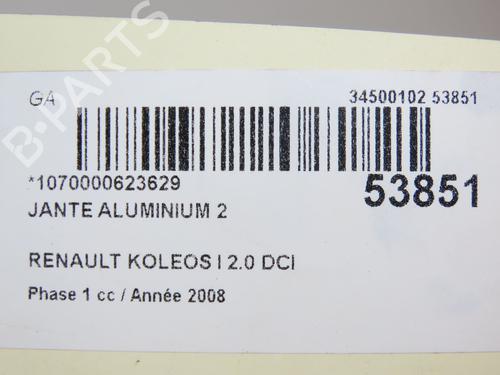 B-PARTS
GA 34500102 53851
*1070000623629 53851
JANTE ALUMINIUM 2
RENAULT KOLEOS I 2.0 DCI
Phase 1 cc / Année 2008